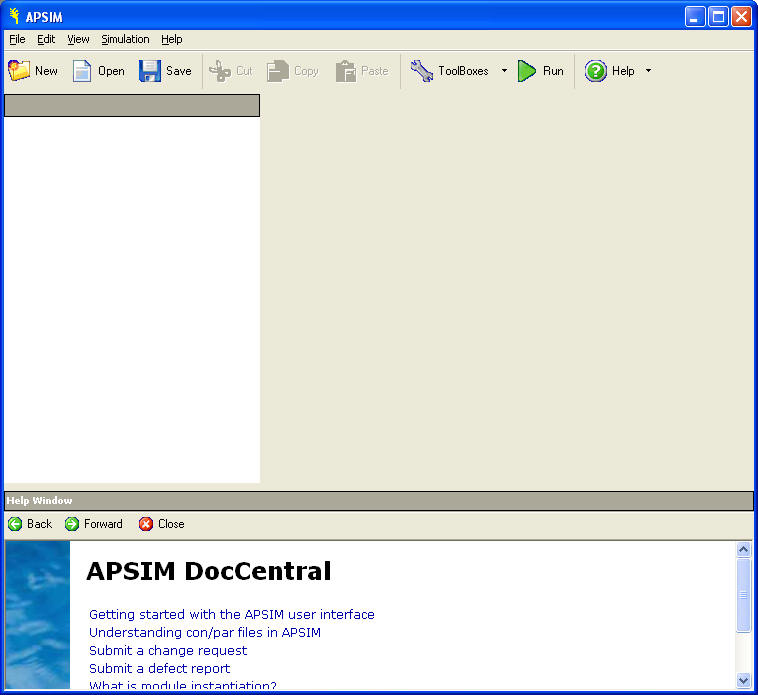 APSIM
File Edit View Simulation Help
New Open Save Cut Copy Paste ToolBoxes Run Help
Help Window
Back Forward Close
APSIM DocCentral
Getting started with the APSIM user interface
Understanding con/par files in APSIM
Submit a change request
Submit a defect report
What is module instantiation?